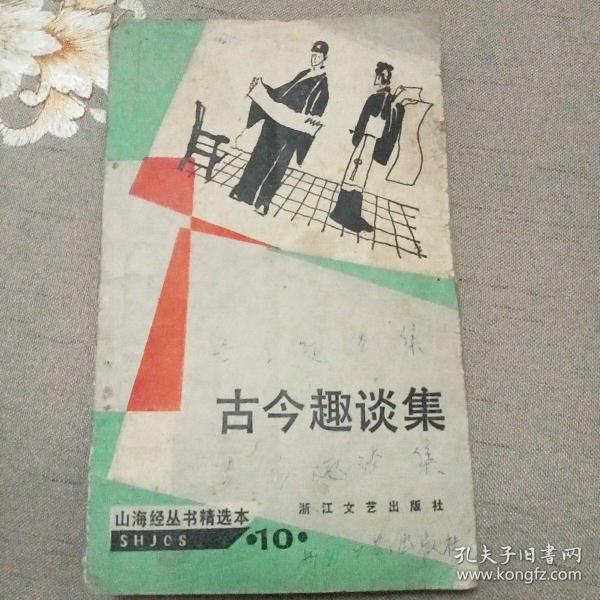 古今趣谈集
山海经丛书精选本
SHJCS
·10·
浙江文艺出版社
孔夫子旧书网
www.kongfz.com